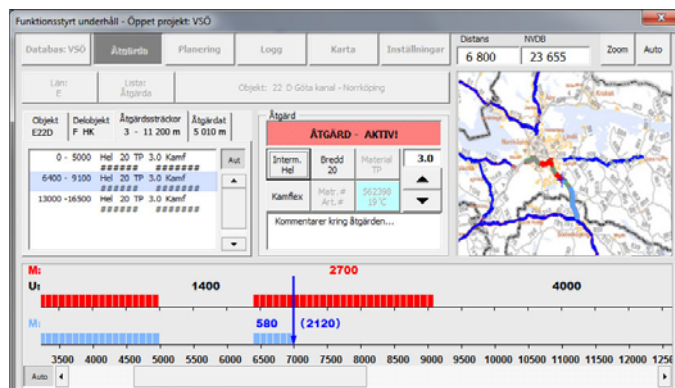 Funktionsstyrt underhåll - Öppet projekt: VSÖ
Databas: VSÖ Åtgärda Planering Logg Karta Inställningar
Distans NVDB
6 800 23 655 Zoom Auto
Län: Lista: Objekt: 22 D Göta kanal - Norrköping
E Åtgärda
Objekt Delobjekt Åtgärdssträckor Åtgärdat
E22D F HK 3 - 11 200 m 5 010 m
0 - 5000 Hel 20 TP 3.0 Kamf
###### #######
6400 - 9100 Hel 20 TP 3.0 Kamf
###### #######
13000 -16500 Hel 20 TP 3.0 Kamf
###### #######
Aut
Åtgärd
ÅTGÄRD - AKTIV!
Interm. Bredd Material 3.0
Hel 20 TP
Kamflex Matr.# 562398
Art.# 19°C
Kommentarer kring åtgärden...
M: 2700
U: 1400 4000
M: 580 (2120)
3500 4000 4500 5000 5500 6000 6500 7000 7500 8000 8500 9000 9500 10000 10500 11000 11500 12000 1250
Auto